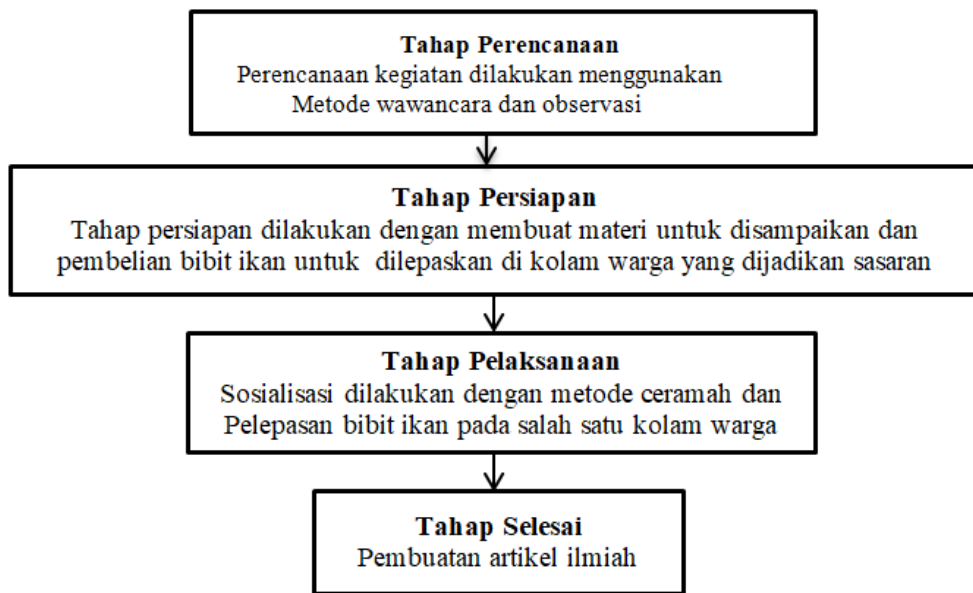 Tahap Perencanaan
Perencanaan kegiatan dilakukan menggunakan
Metode wawancara dan observasi
Tahap Persiapan
Tahap persiapan dilakukan dengan membuat materi untuk disampaikan dan
pembelian bibit ikan untuk dilepaskan di kolam warga yang dijadikan sasaran
Tahap Pelaksanaan
Sosialisasi dilakukan dengan metode ceramah dan
Pelepasan bibit ikan pada salah satu kolam warga
Tahap Selesai
Pembuatan artikel ilmiah